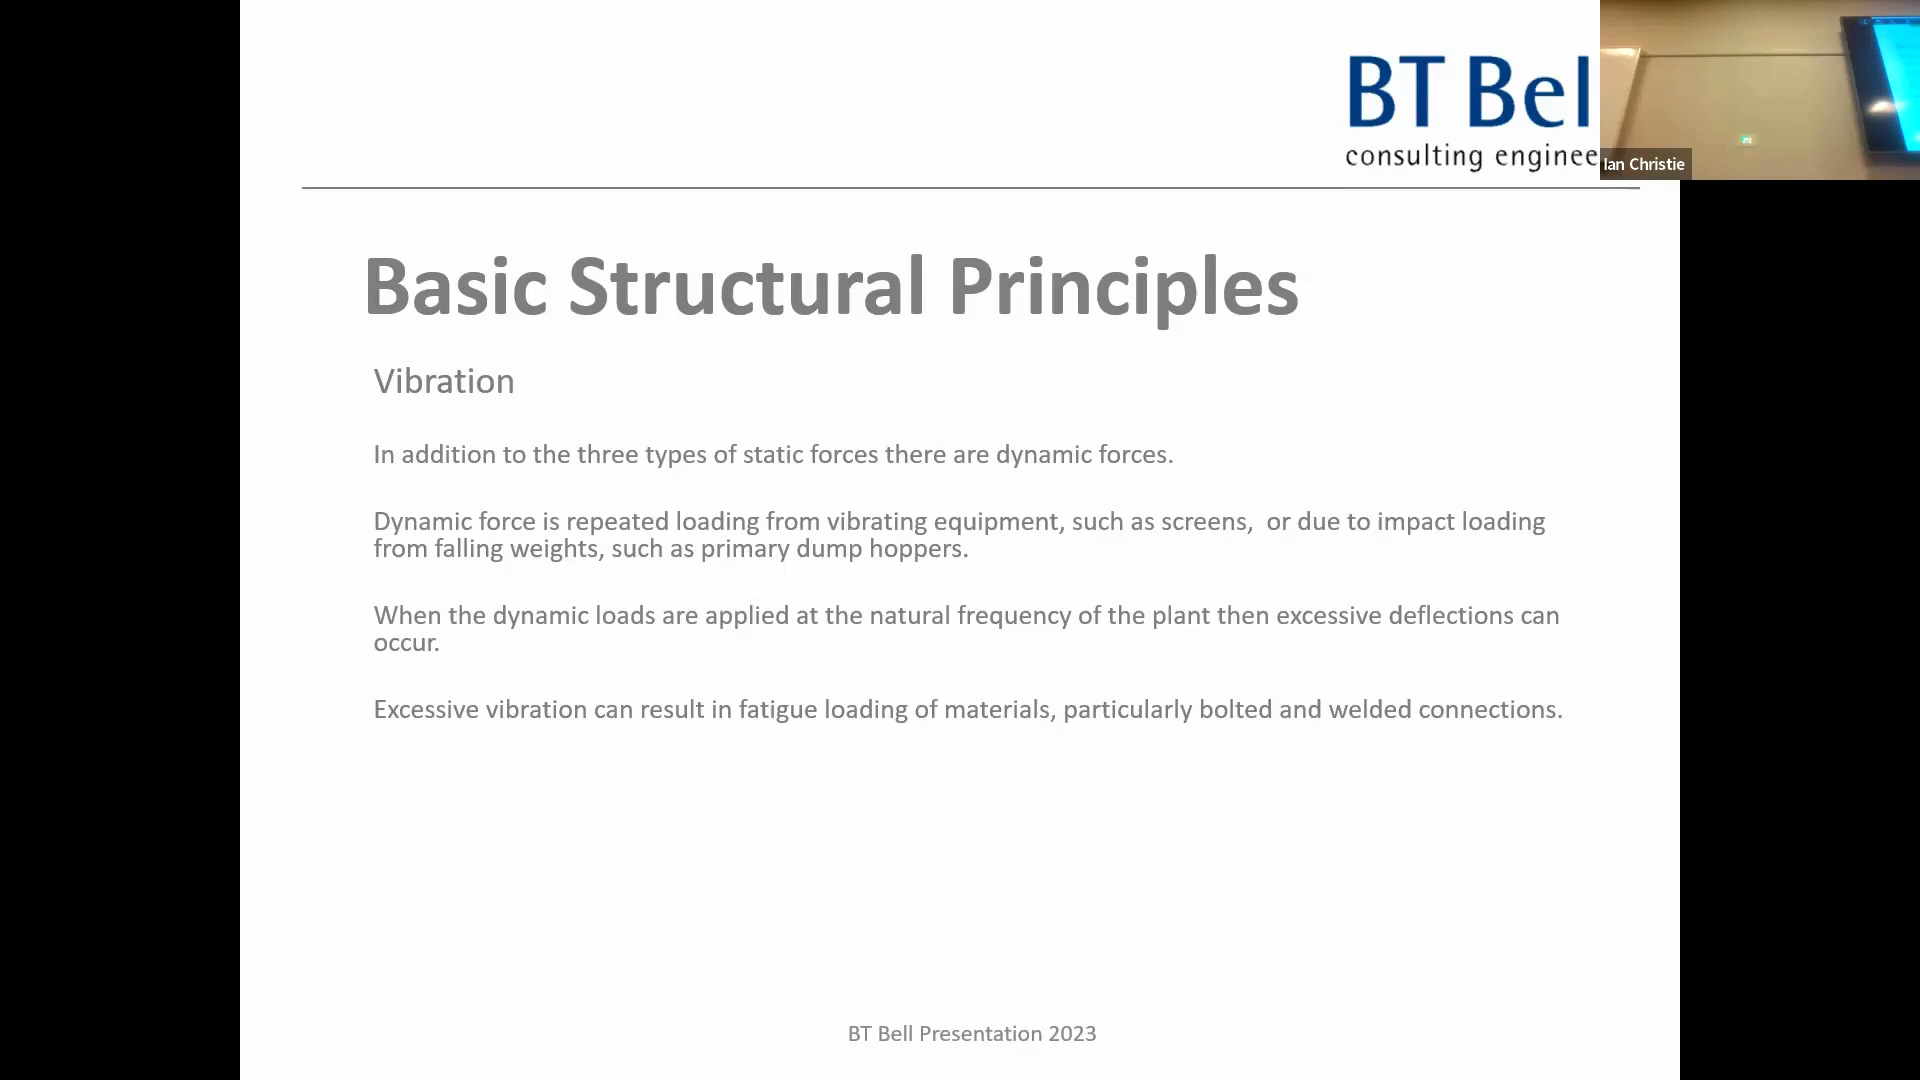 BT Bel
consulting enginee
Ian Christie
Basic Structural Principles
Vibration
In addition to the three types of static forces there are dynamic forces.
Dynamic force is repeated loading from vibrating equipment, such as screens,  or due to impact loading
from falling weights, such as primary dump hoppers.
When the dynamic loads are applied at the natural frequency of the plant then excessive deflections can
occur.
Excessive vibration can result in fatigue loading of materials, particularly bolted and welded connections.
BT Bell Presentation 2023